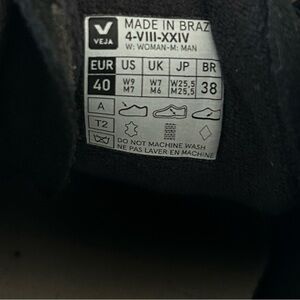 V VEJA
MADE IN BRAZ
4-VIII-XXIV
W: WOMAN-M: MAN
EUR US UK JP BR
40 W9 M7 W7 M6 W25,5 M25,5 38
A
T2
DO NOT MACHINE WASH
NE PAS LAVER EN MACHINE